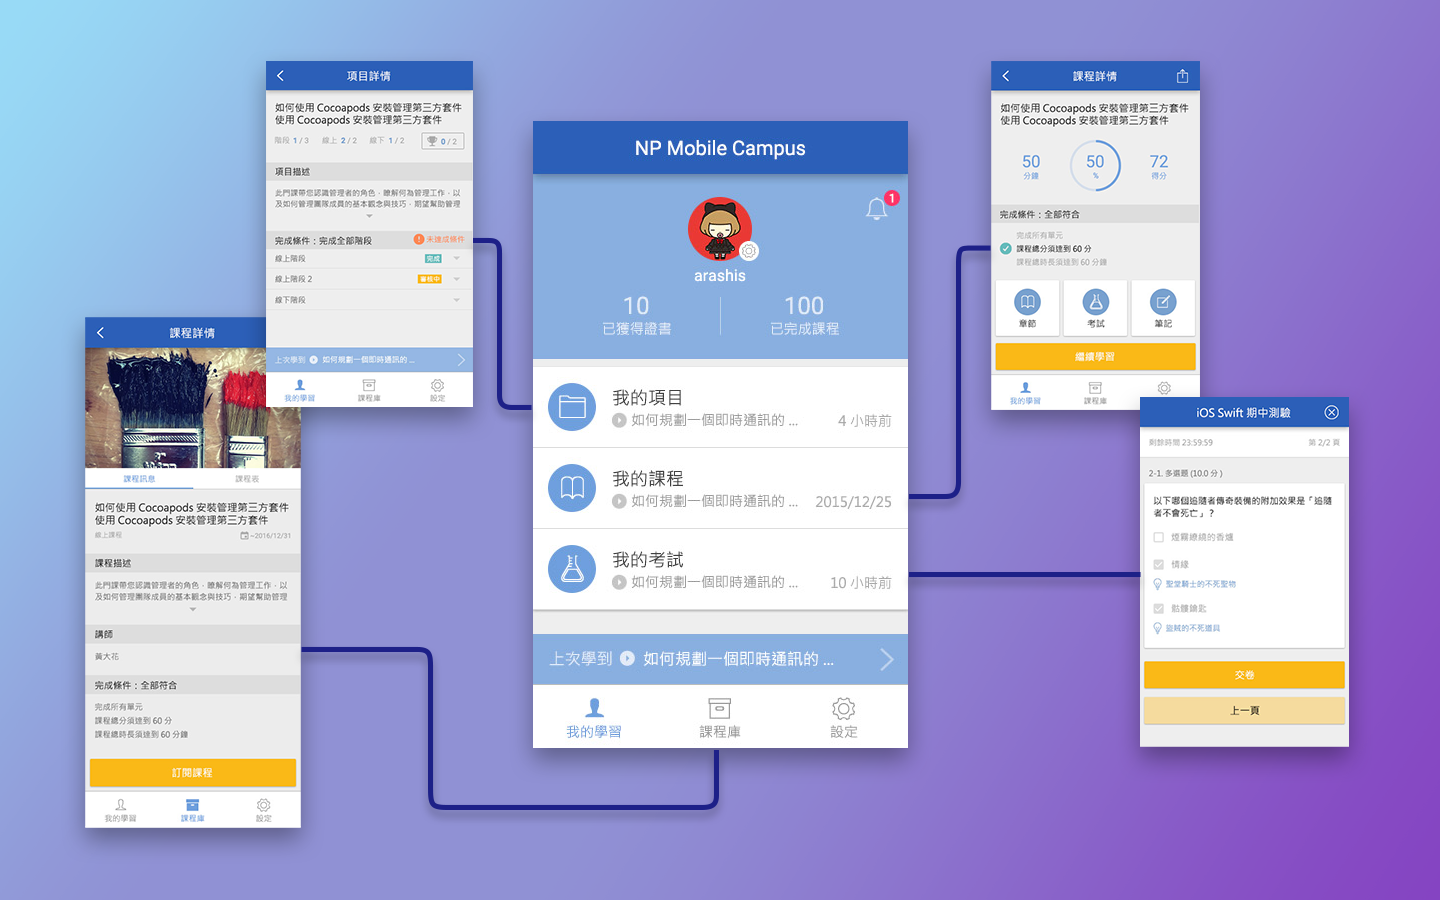 項目詳情
如何使用 Cocoapods 安裝管理第三方套件
使用 Cocoapods 安裝管理第三方套件
階段 1 / 3 線上 2 / 2 線下 1 / 2 0 / 2
項目描述
此門課帶您認識管理者的角色，瞭解何為管理工作，以
及如何管理團隊成員的基本觀念與技巧，期望幫助管理
完成條件：完成全部階段 未達成條件
線上階段 完成
線上階段 2 審核中
線下階段
上次學到 如何規劃一個即時通訊的 ...
我的學習 課程庫 設定
課程詳情
課程訊息 課程表
如何使用 Cocoapods 安裝管理第三方套件
使用 Cocoapods 安裝管理第三方套件
線上課程 ~2016/12/31
課程描述
此門課帶您認識管理者的角色，瞭解何為管理工作，以
及如何管理團隊成員的基本觀念與技巧，期望幫助管理
講師
黃大花
完成條件：全部符合
完成所有單元
課程總分須達到 60 分
課程總時長須達到 60 分鐘
訂閱課程
我的學習 課程庫 設定
NP Mobile Campus
1
arashis
10 100
已獲得證書 已完成課程
我的項目
如何規劃一個即時通訊的 ... 4 小時前
我的課程
如何規劃一個即時通訊的 ... 2015/12/25
我的考試
如何規劃一個即時通訊的 ... 10 小時前
上次學到 如何規劃一個即時通訊的 ...
我的學習 課程庫 設定
課程詳情
如何使用 Cocoapods 安裝管理第三方套件
使用 Cocoapods 安裝管理第三方套件
50 50 72
分鐘 % 得分
完成條件：全部符合
完成所有單元
課程總分須達到 60 分
課程總時長須達到 60 分鐘
章節 考試 筆記
繼續學習
我的學習 課程庫
iOS Swift 期中測驗
剩餘時間 23:59:59 第 2/2 頁
2-1. 多選題 (10.0 分)
以下哪個追隨者傳奇裝備的附加效果是「追隨
者不會死亡」？
煙霧繚繞的香爐
情緣
聖堂騎士的不死聖物
骷髏鑰匙
盜賊的不死道具
交卷
上一頁